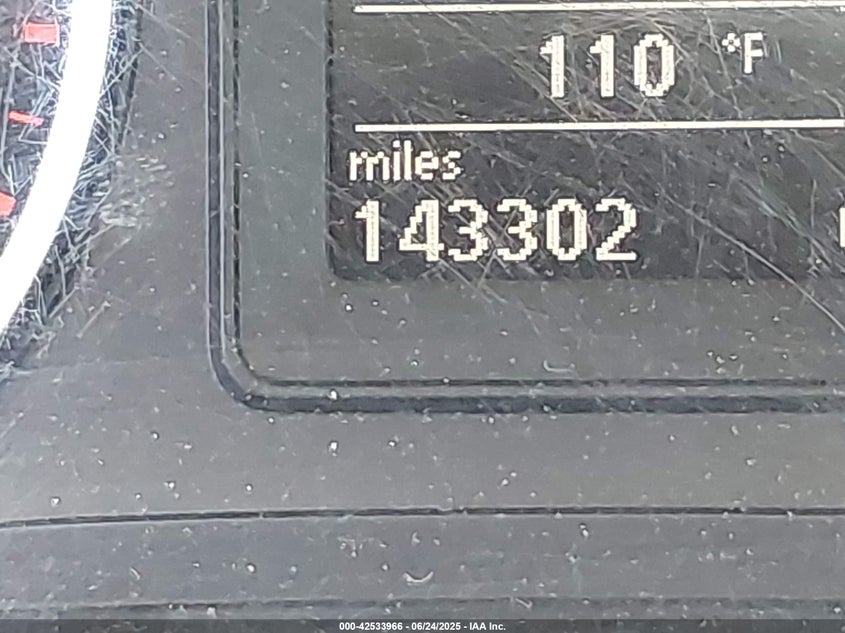 110 °F
miles
143302
000-42533966 - 06/24/2025 - IAA Inc.